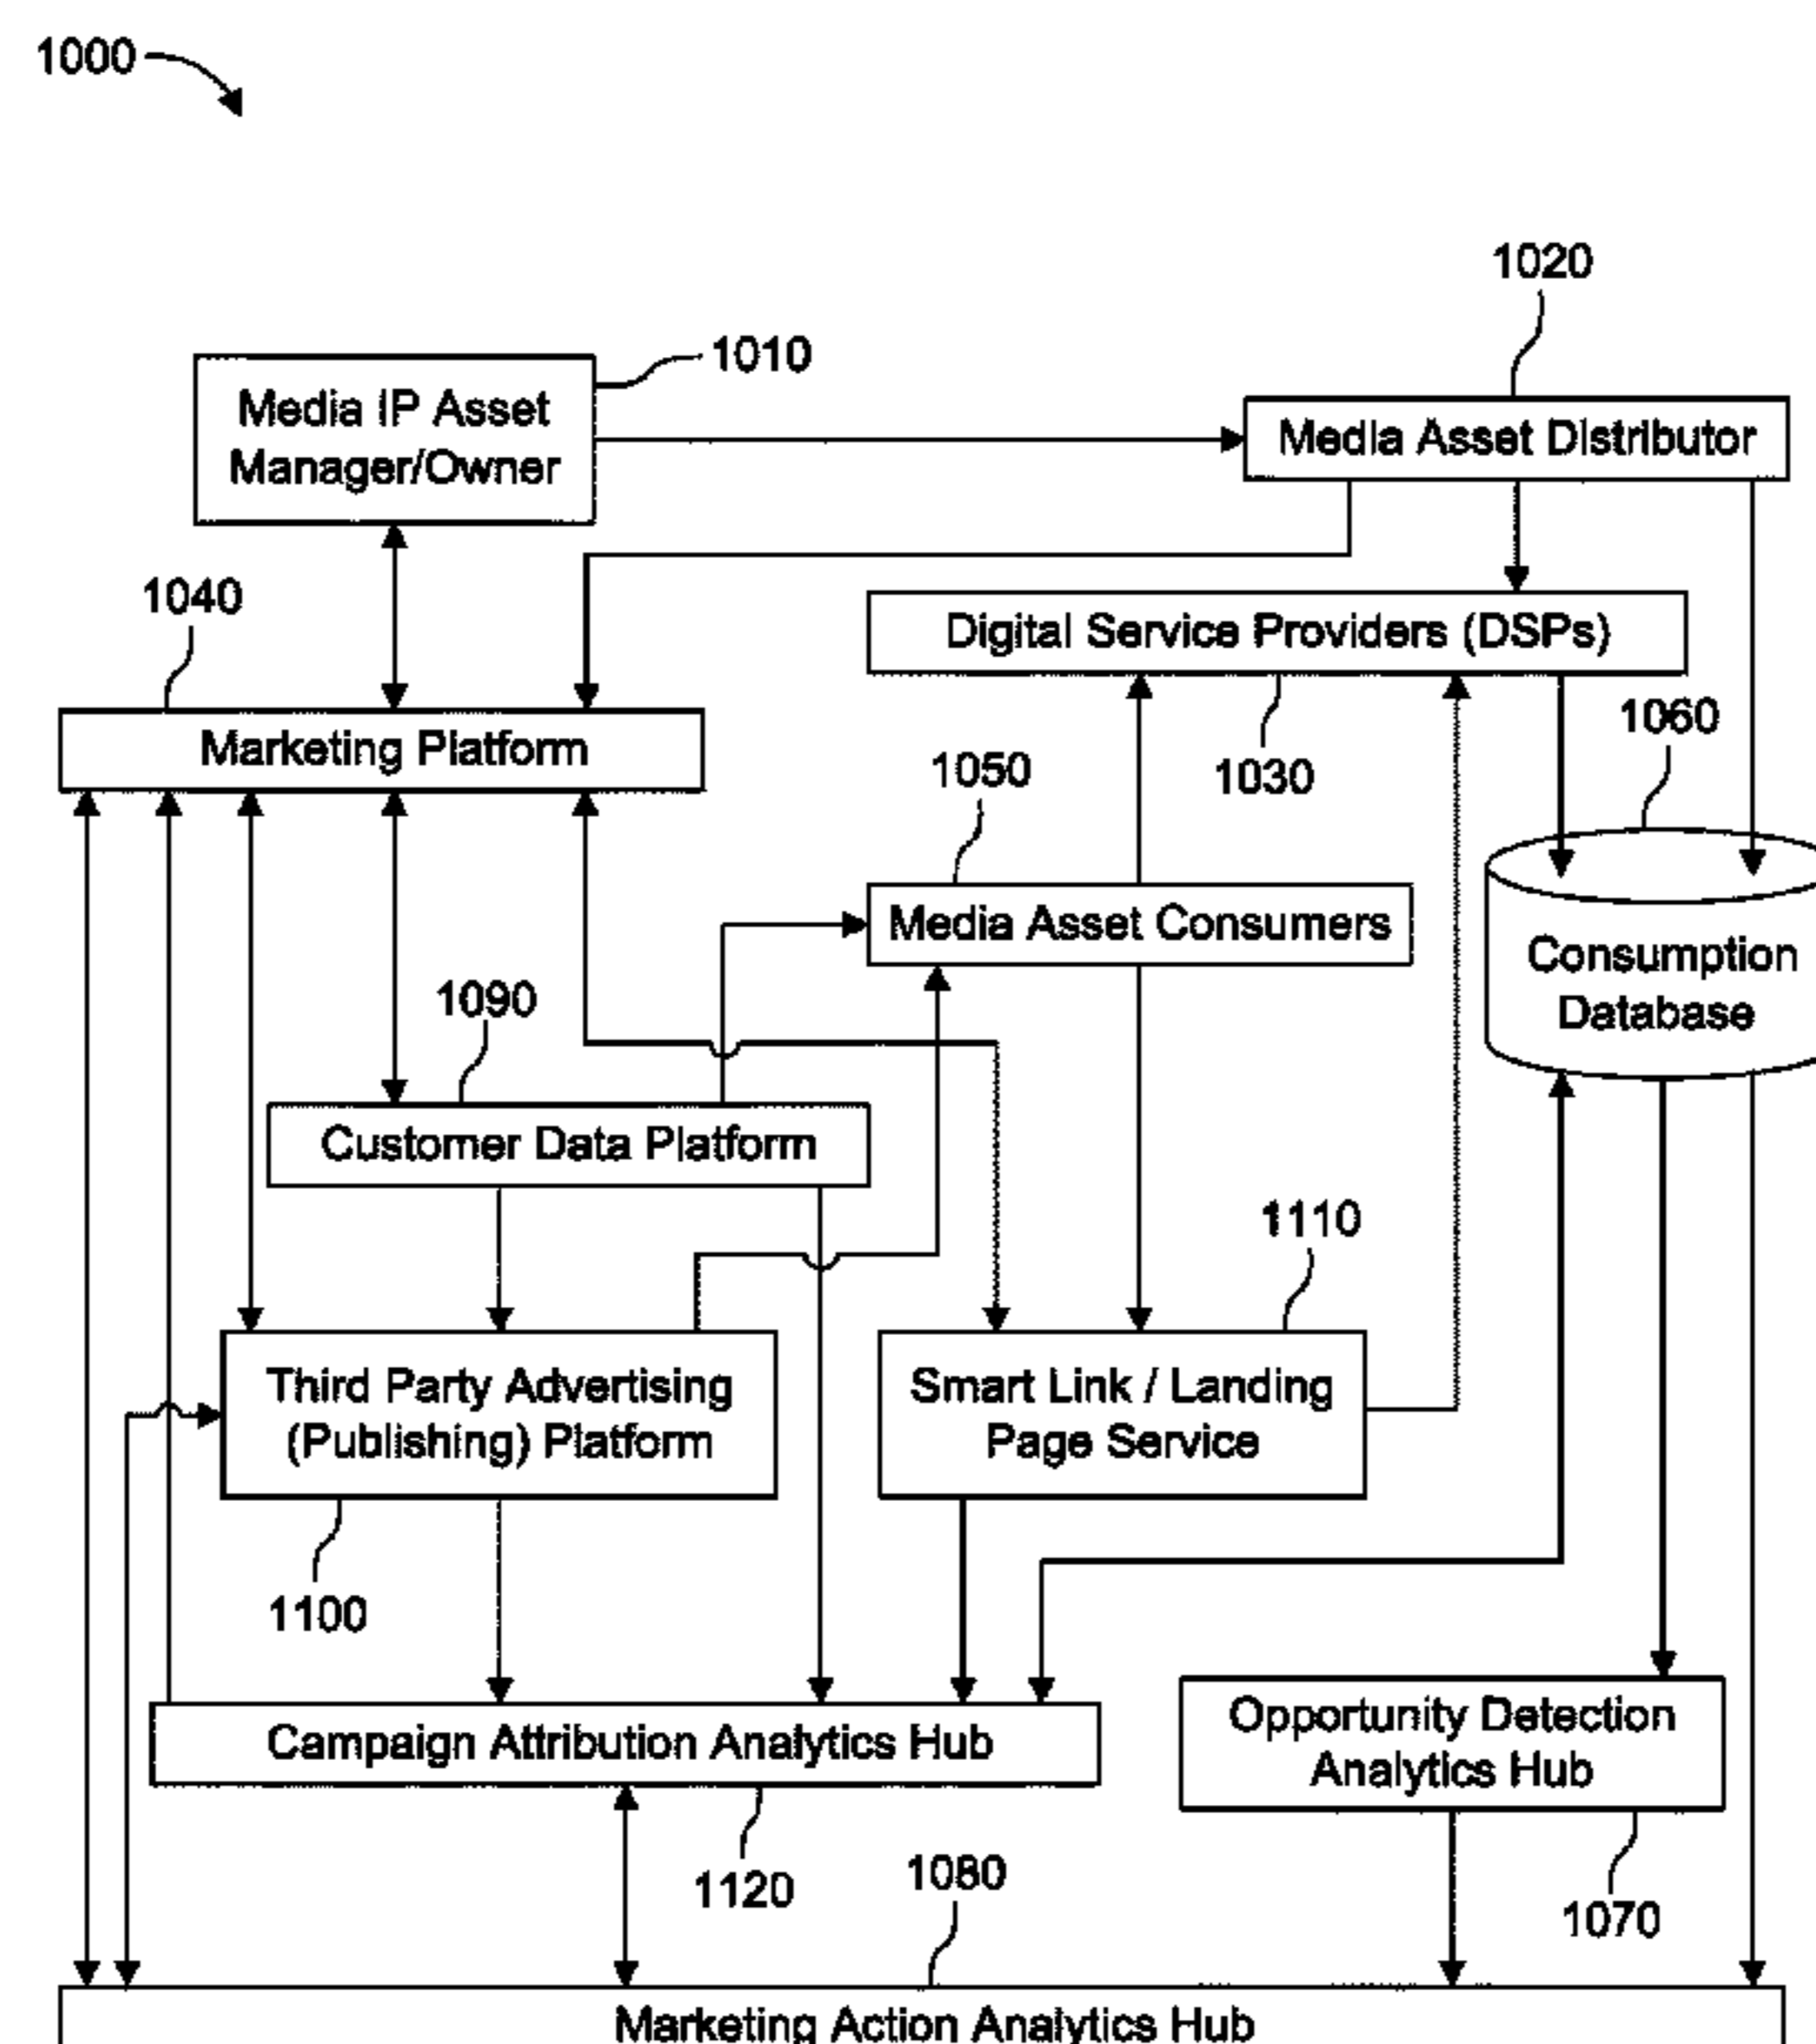 1000
1020
1010
Media IP Asset
Manager/Owner
Media Asset Distributor
1040
Digital Service Providers (DSPs)
1060
Marketing Platform
1050
1030
Media Asset Consumers
Consumption
Database
1090
Customer Data Platform
1110
Third Party Advertising
(Publishing) Platform
Smart Link / Landing
Page Service
1100
Campaign Attribution Analytics Hub
Opportunity Detection
Analytics Hub
1120
1080
1070
Marketing Action Analytics Hub